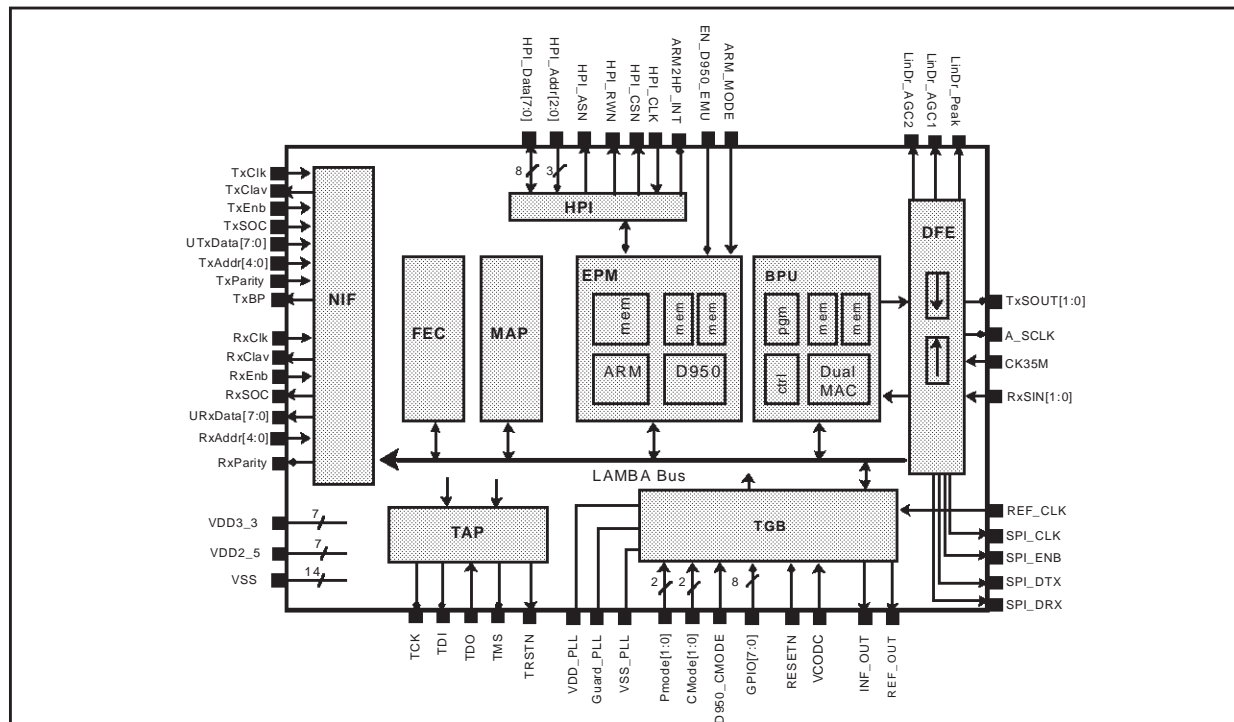 HPI_Data[7:0]
HPI_Addr[2:0]
HPI_ASN
HPI_RWN
HPI_CSN
HPI_CLK
ARM2HP_INT
EN_D950_EMU
ARM_MODE
LinDr_AGC2
LinDr_AGC1
LinDr_Peak
8
3
TxClk
TxClav
TxEnb
TxSOC
UTxData[7:0]
TxAddr[4:0]
TxParity
TxBP
RxClk
RxClav
RxEnb
RxSOC
URxData[7:0]
RxAddr[4:0]
RxParity
NIF
HPI
FEC
MAP
EPM
mem
mem
mem
ARM
D950
BPU
pgm
mem
mem
ctrl
Dual
MAC
DFE
TxSOUT[1:0]
A_SCLK
CK35M
RxSIN[1:0]
LAMBA Bus
TAP
TGB
VDD3_3
7
VDD2_5
7
VSS
14
REF_CLK
SPI_CLK
SPI_ENB
SPI_DTX
SPI_DRX
2
2
8
TCK
TDI
TDO
TMS
TRSTN
VDD_PLL
Guard_PLL
VSS_PLL
Pmode[1:0]
CMode[1:0]
D950_CMODE
GPIO[7:0]
RESETN
VCODC
INF_OUT
REF_OUT